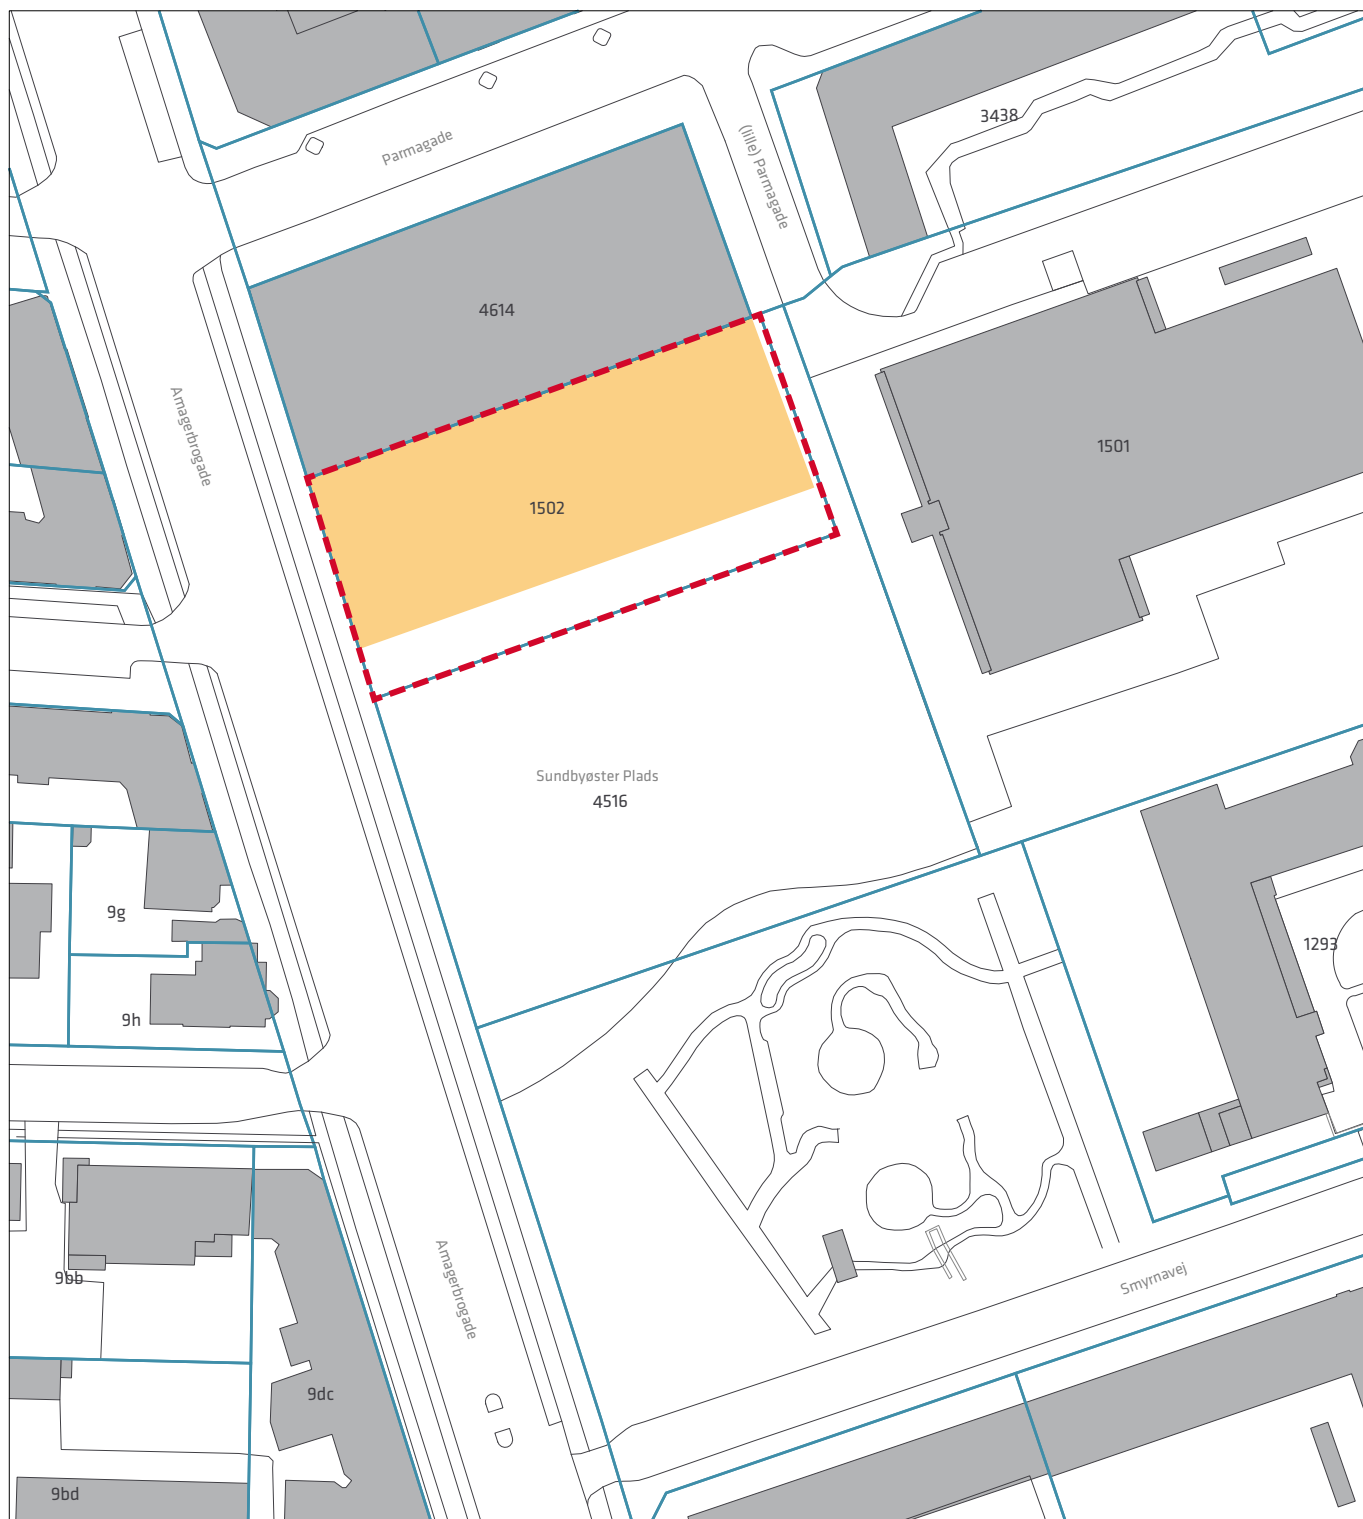 3438
Parmagade
(lille) Parmagade
4614
Amagerbrogade
1501
1502
Sundbyøster Plads
4516
9g
1293
9h
Amagerbrogade
Smyrnavej
9bb
9dc
9bd